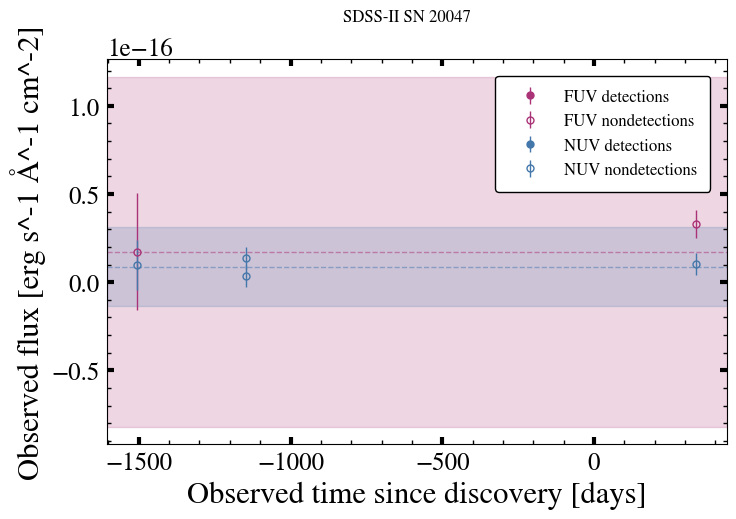 SDSS-II SN 20047
1e−16
Observed flux [erg s^-1 Å^-1 cm^-2]
1.0
0.5
0.0
−0.5
FUV detections
FUV nondetections
NUV detections
NUV nondetections
−1500 −1000 −500 0
Observed time since discovery [days]